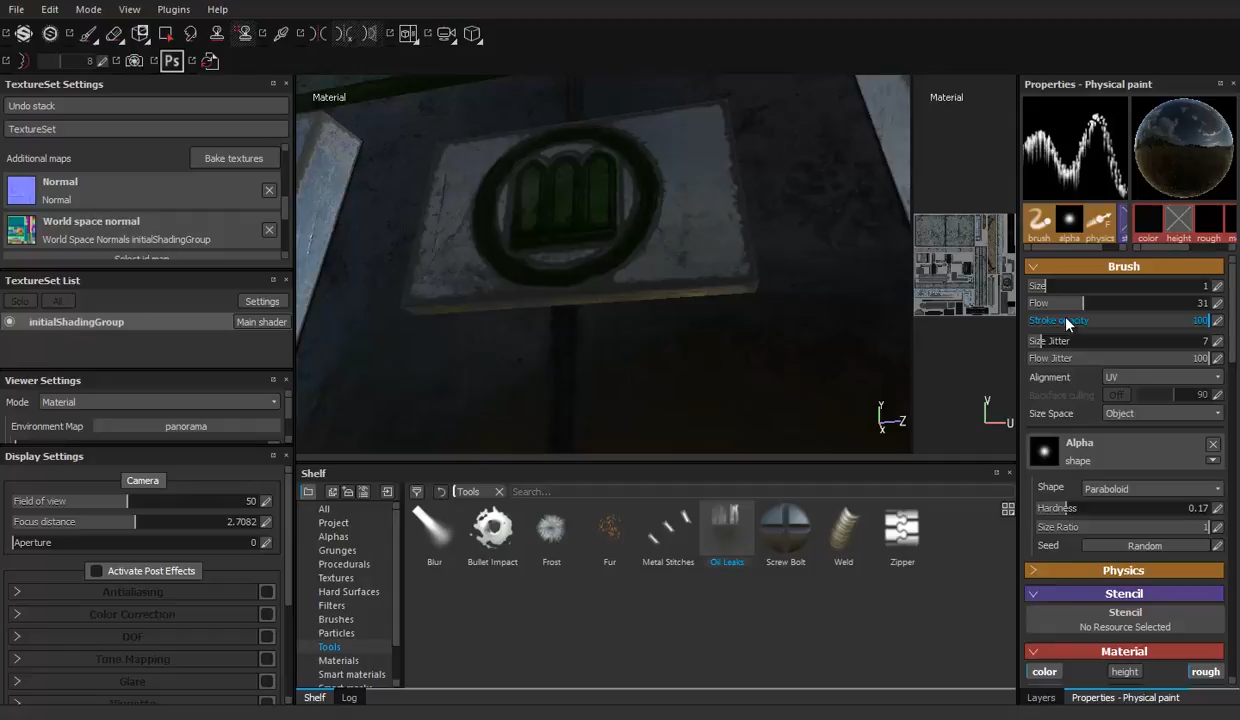 File Edit Mode View Plugins Help
8
Ps
TextureSet Settings
Undo stack
TextureSet
Additional maps
Bake textures
Normal
Normal
World space normal
World Space Normals initialShadingGroup
Select id map
TextureSet List
Solo All Settings
initialShadingGroup Main shader
Viewer Settings
Mode Material
Environment Map panorama
Display Settings
Camera
Field of view 50
Focus distance 2.7082
Aperture 0
Activate Post Effects
Antialiasing
Color Correction
DOF
Tone Mapping
Glare
Vignette
Material
Material
Y
Z
X
V
U
Shelf
Tools
Search...
All
Project
Alphas
Grunges
Procedurals
Textures
Hard Surfaces
Filters
Brushes
Particles
Tools
Materials
Smart materials
Smart masks
Blur
Bullet Impact
Frost
Fur
Metal Stitches
Oil Leaks
Screw Bolt
Weld
Zipper
Shelf Log
Properties - Physical paint
brush alpha physics
color height rough
Brush
Size 1
Flow 31
Stroke opacity 100
Size Jitter 7
Flow Jitter 100
Alignment UV
Backface culling Off 90
Size Space Object
Alpha
shape
Shape Paraboloid
Hardness 0.17
Size Ratio 1
Seed Random
Physics
Stencil
Stencil
No Resource Selected
Material
color height rough
Layers Properties - Physical paint